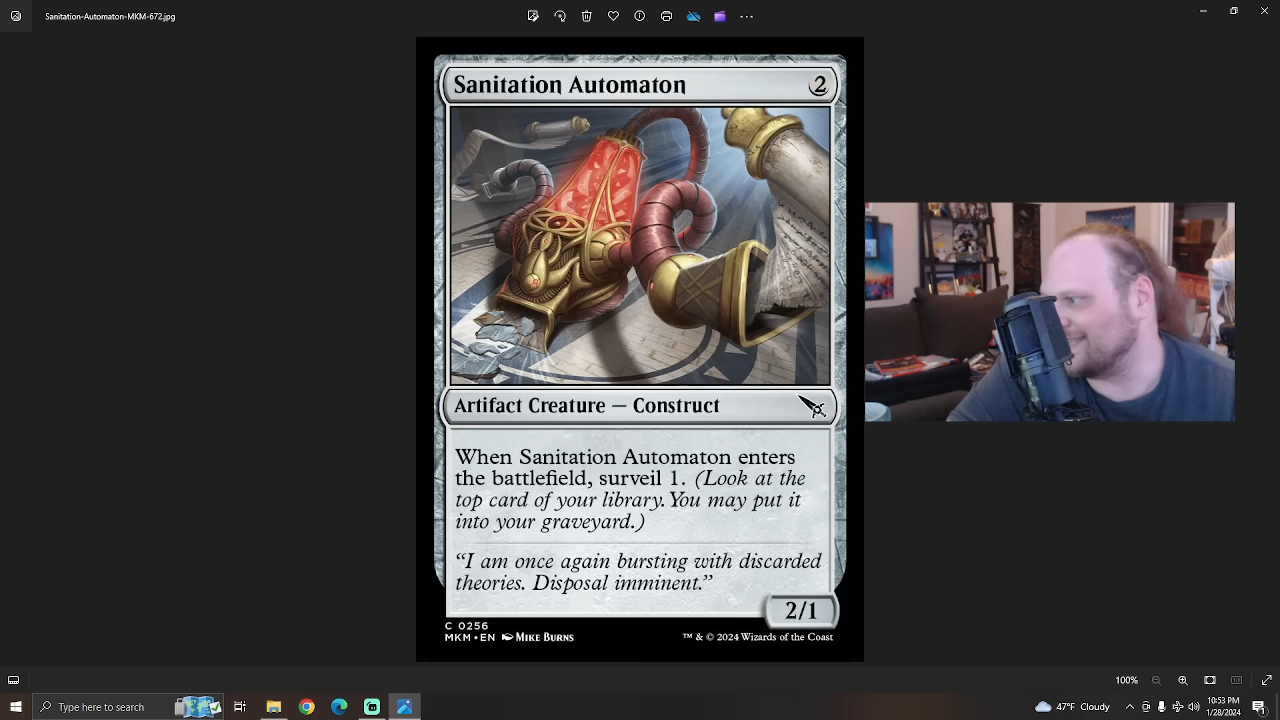 Sanitation-Automaton-MKM-672.jpg
Sanitation Automaton 2
Artifact Creature — Construct
When Sanitation Automaton enters
the battlefield, surveil 1. (Look at the
top card of your library. You may put it
into your graveyard.)
“I am once again bursting with discarded
theories. Disposal imminent.”
2/1
C 0256
MKM • EN MIKE BURNS
™ & © 2024 Wizards of the Coast
100%
Type here to search
47°F Cloudy
10:53 PM
1/28/2024